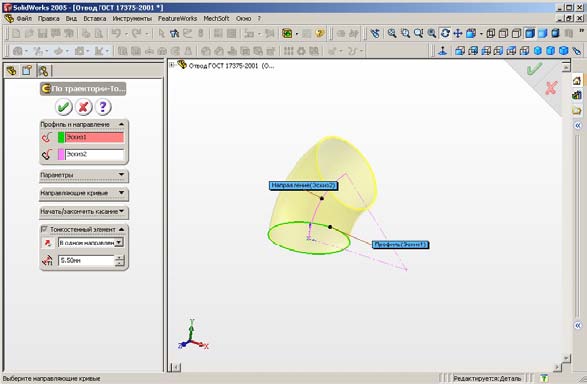 SolidWorks 2005 - [Отвод ГОСТ 17375-2001 *]
Файл Правка Вид Вставка Инструменты FeatureWorks MechSoft Окно ?
Отвод ГОСТ 17375-2001 (О...
По траектории-То...
Профиль и направление
Эскиз1
Эскиз2
Параметры
Направляющие кривые
Начать/закончить касание
Тонкостенный элемент
В одном направлен
5.50мм
Направление(Эскиз2)
Профиль(Эскиз1)
Y
Z
X
Выберите направляющие кривые
Редактируется:Деталь